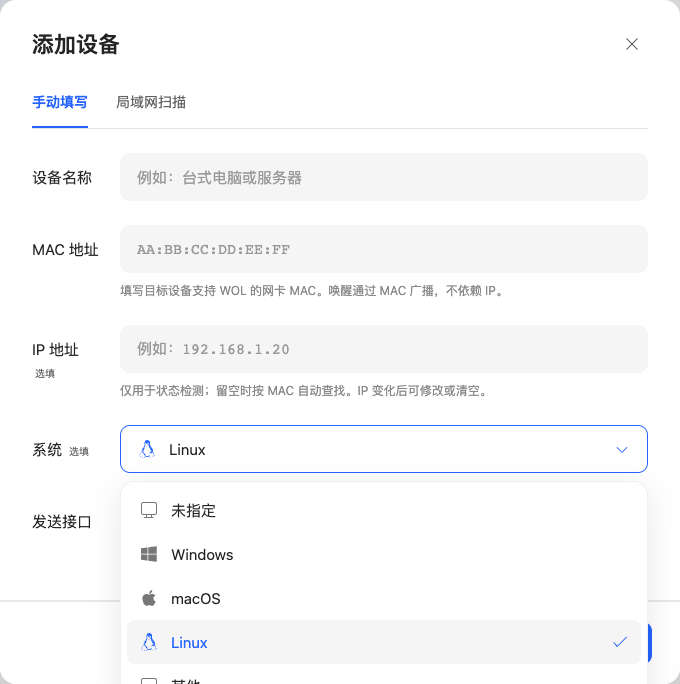 添加设备
手动填写 局域网扫描
设备名称 例如：台式电脑或服务器
MAC 地址 AA:BB:CC:DD:EE:FF
填写目标设备支持 WOL 的网卡 MAC。唤醒通过 MAC 广播，不依赖 IP。
IP 地址 例如：192.168.1.20
选填
仅用于状态检测；留空时按 MAC 自动查找。IP 变化后可修改或清空。
系统 选填 Linux
未指定
发送接口
Windows
macOS
Linux
其他